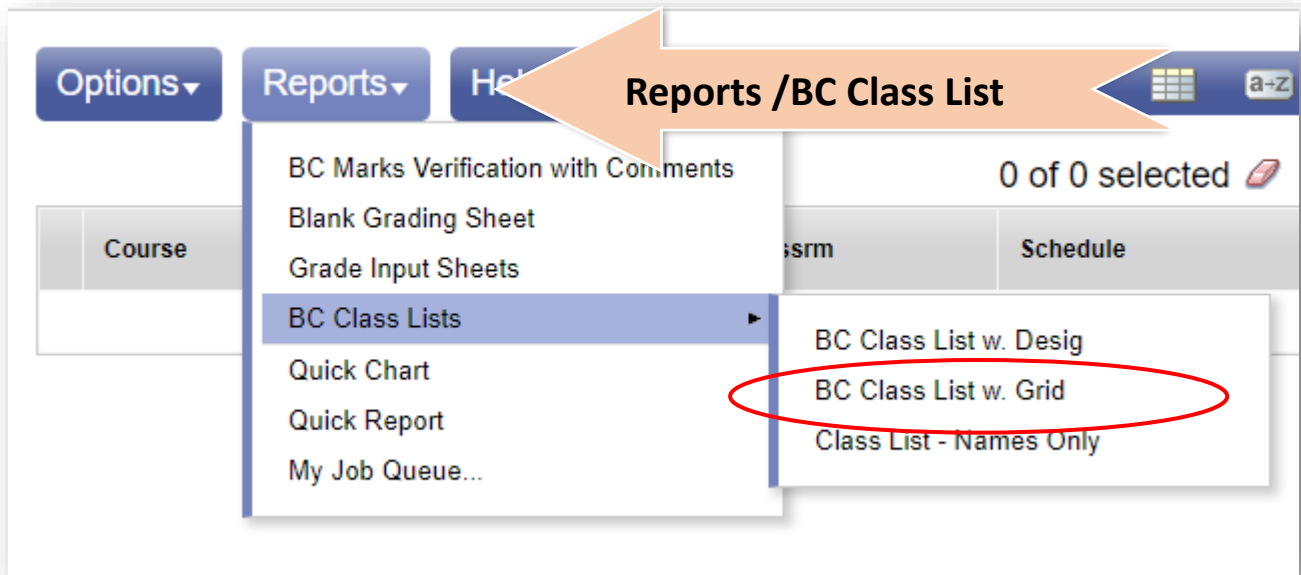 Options
Reports
Reports /BC Class List
a-z
BC Marks Verification with Comments
0 of 0 selected
Blank Grading Sheet
Course
Schedule
Grade Input Sheets
BC Class Lists
BC Class List w. Desig
Quick Chart
BC Class List w. Grid
Quick Report
Class List - Names Only
My Job Queue...